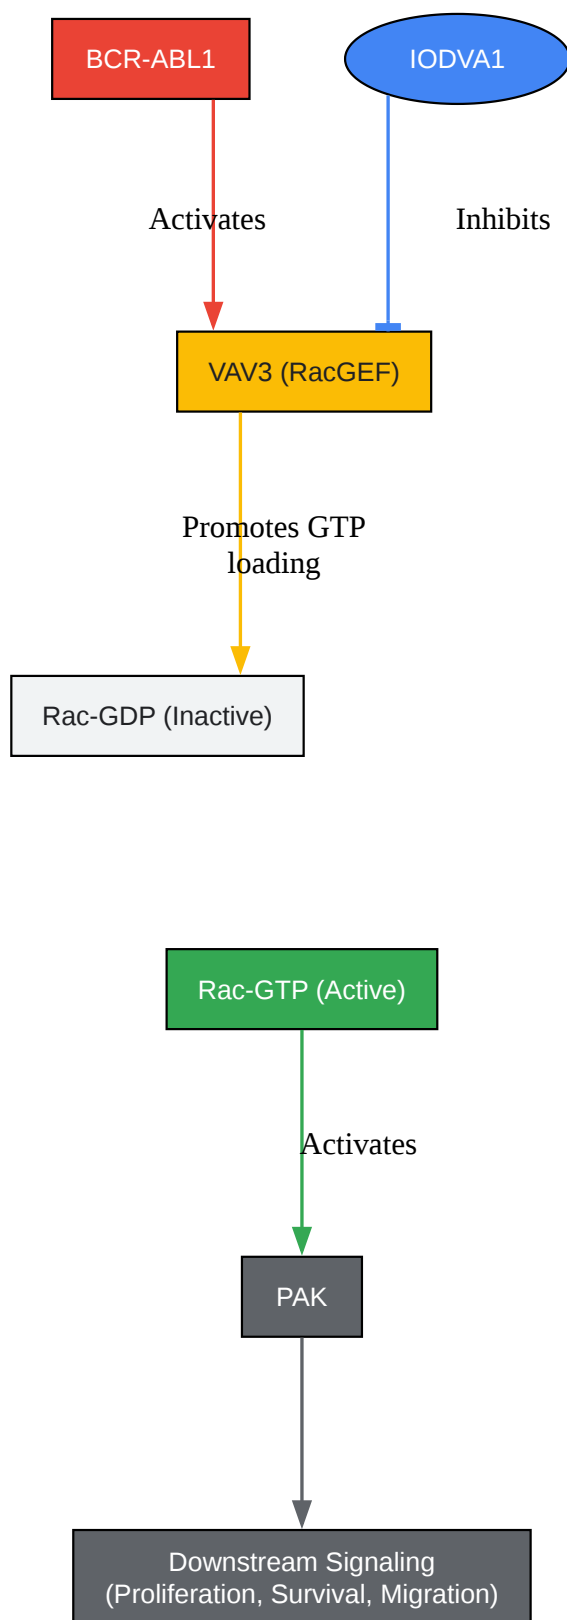 BCR-ABL1
IODVA1
Activates
Inhibits
VAV3 (RacGEF)
Promotes GTP
loading
Rac-GDP (Inactive)
Rac-GTP (Active)
Activates
PAK
Downstream Signaling
(Proliferation, Survival, Migration)